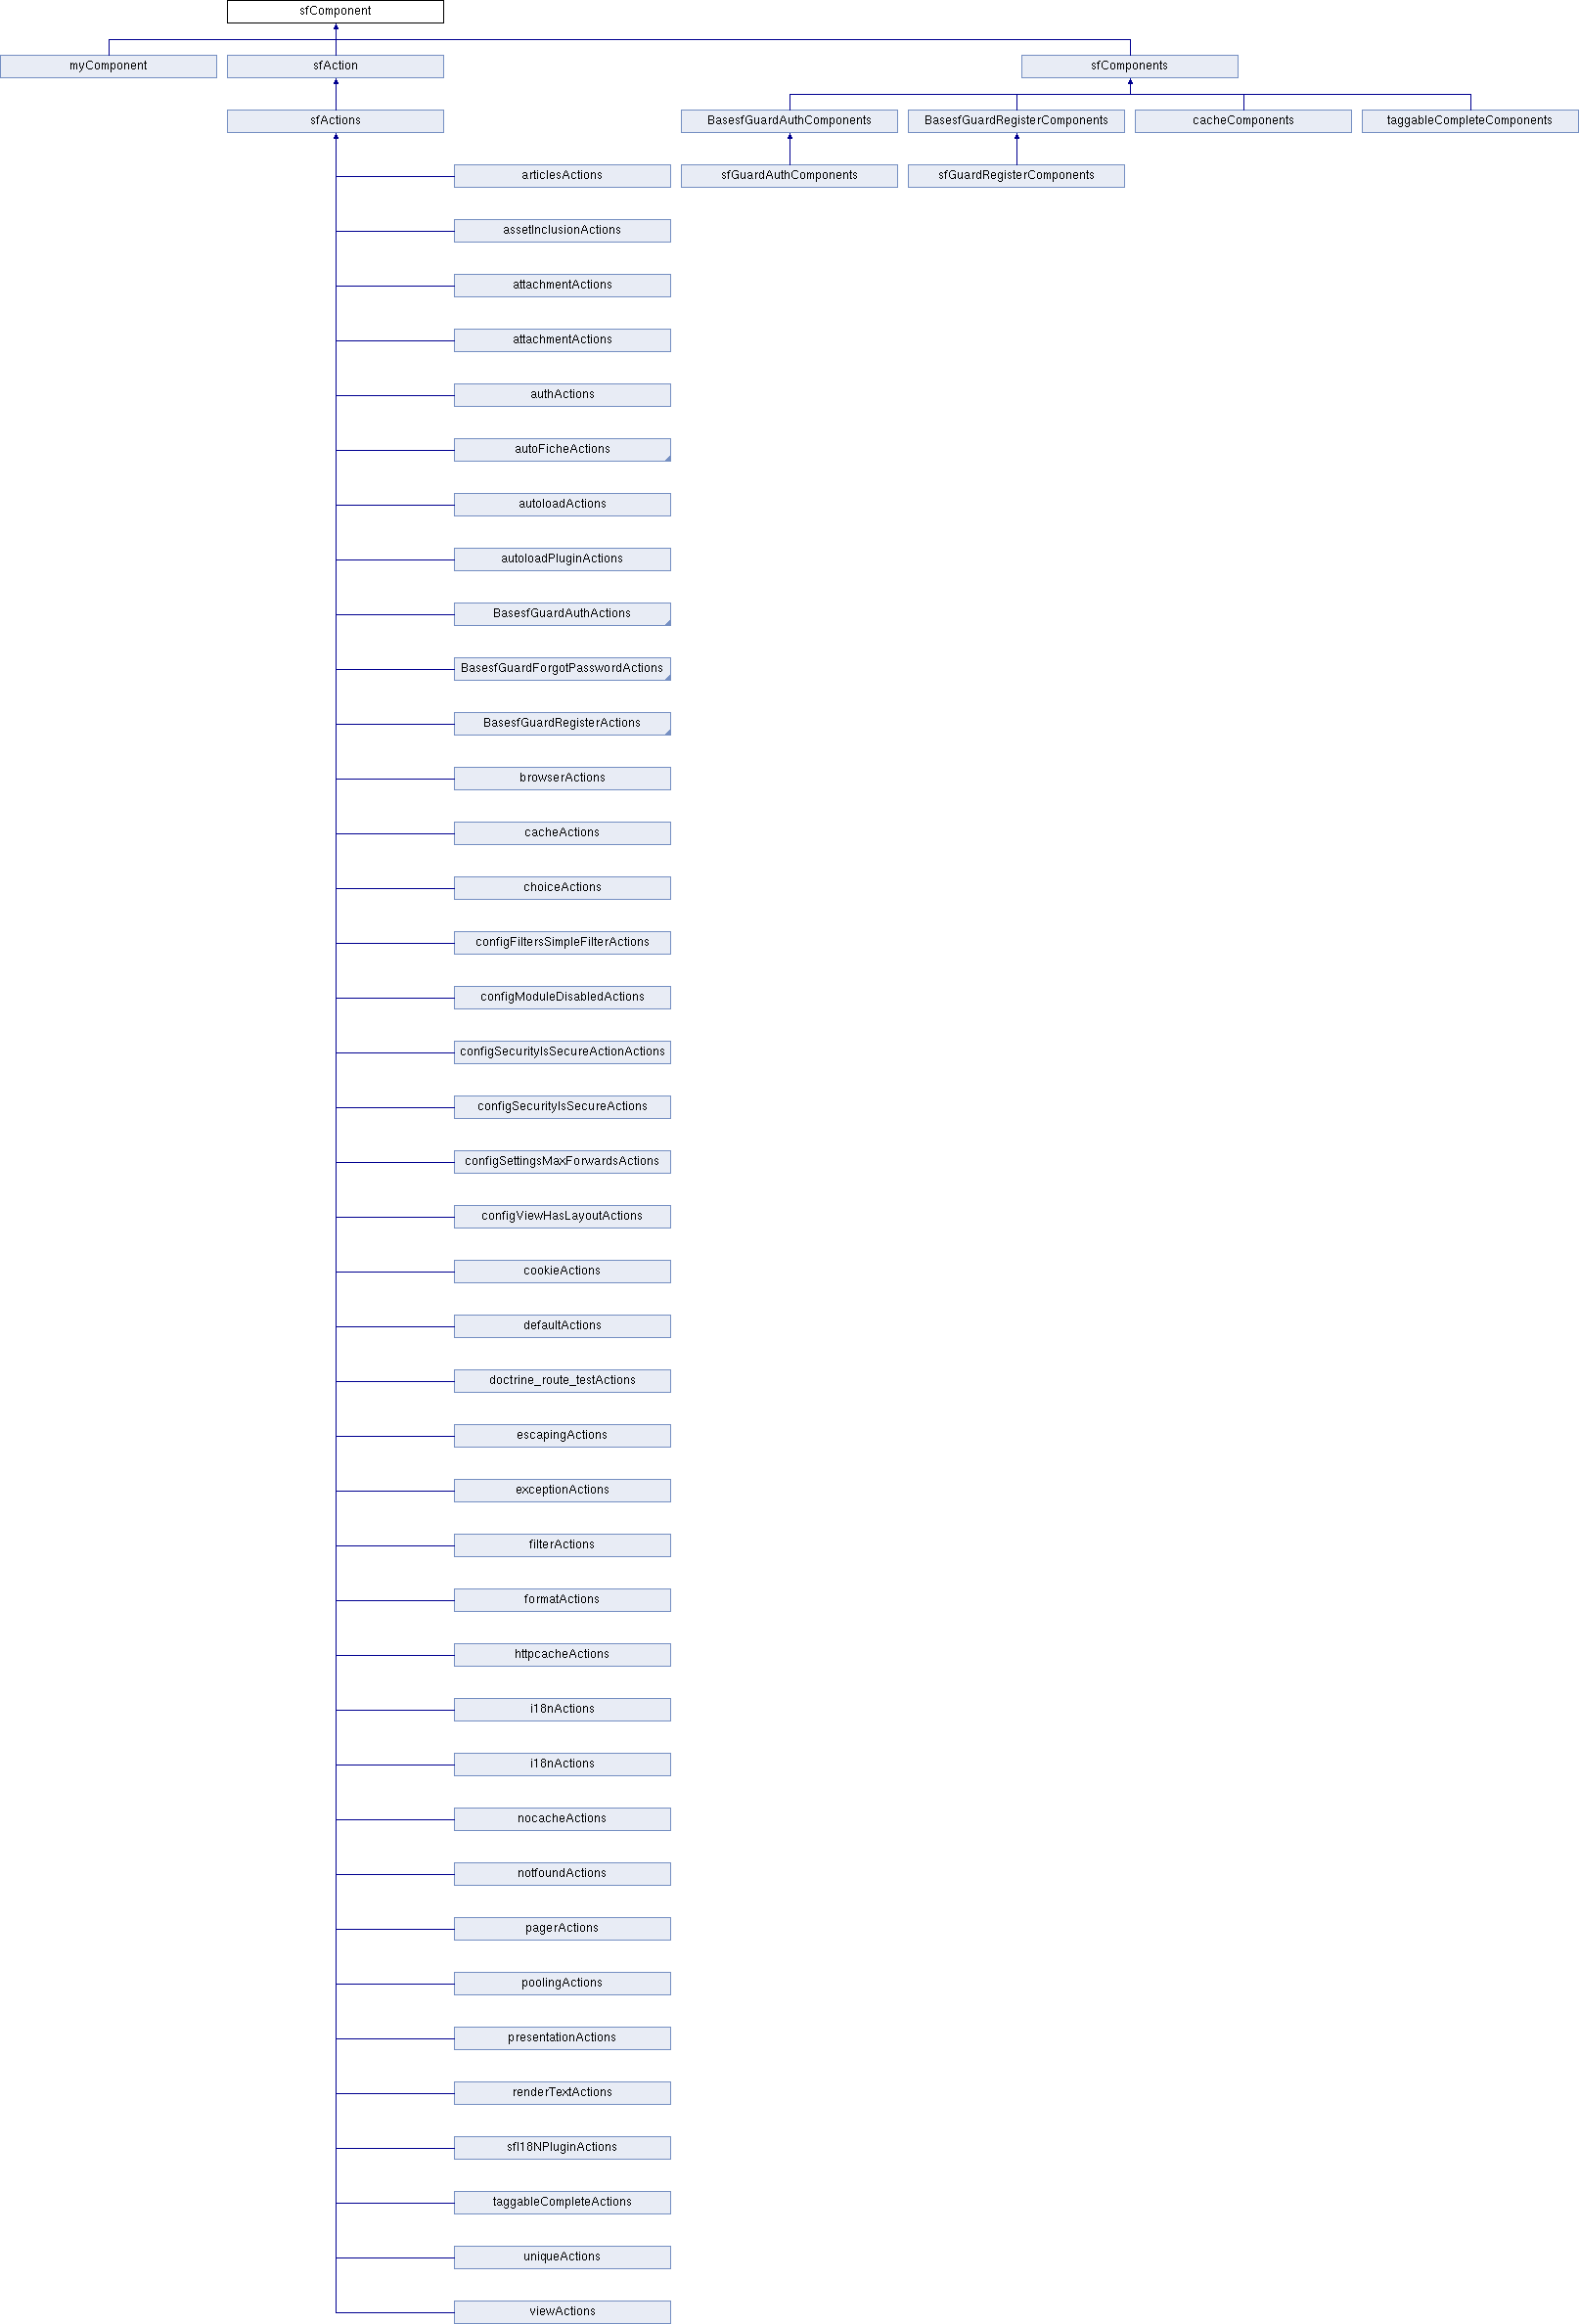 sfComponent
myComponent
sfAction
sfComponents
sfActions
BasesfGuardAuthComponents
BasesfGuardRegisterComponents
cacheComponents
taggableCompleteComponents
articlesActions
sfGuardAuthComponents
sfGuardRegisterComponents
assetInclusionActions
attachmentActions
attachmentActions
authActions
autoFicheActions
autoloadActions
autoloadPluginActions
BasesfGuardAuthActions
BasesfGuardForgotPasswordActions
BasesfGuardRegisterActions
browserActions
cacheActions
choiceActions
configFiltersSimpleFilterActions
configModuleDisabledActions
configSecurityIsSecureActionActions
configSecurityIsSecureActions
configSettingsMaxForwardsActions
configViewHasLayoutActions
cookieActions
defaultActions
doctrine_route_testActions
escapingActions
exceptionActions
filterActions
formatActions
httpcacheActions
i18nActions
i18nActions
nocacheActions
notfoundActions
pagerActions
poolingActions
presentationActions
renderTextActions
sfI18NPluginActions
taggableCompleteActions
uniqueActions
viewActions